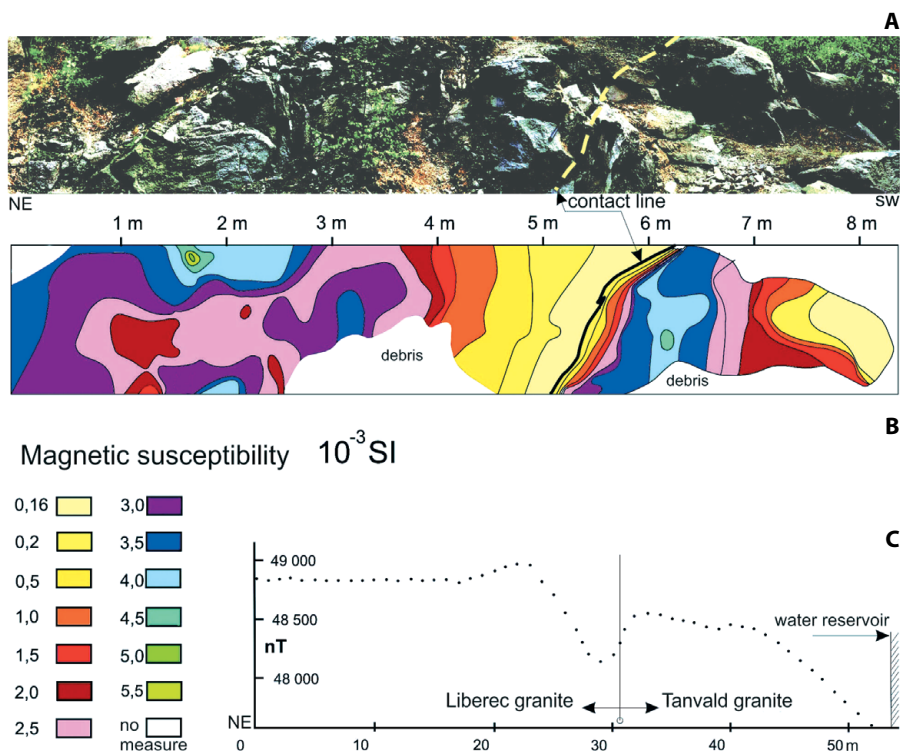 A
NE
contact line
SW
1 m 2 m 3 m 4 m 5 m 6 m 7 m 8 m
debris
debris
B
Magnetic susceptibility 10⁻³ SI
0,16 3,0
0,2 3,5
0,5 4,0
1,0 4,5
1,5 5,0
2,0 5,5
2,5 no measure
C
49 000
48 500
nT
48 000
water reservoir
Liberec granite Tanvald granite
NE
0 10 20 30 40 50 m